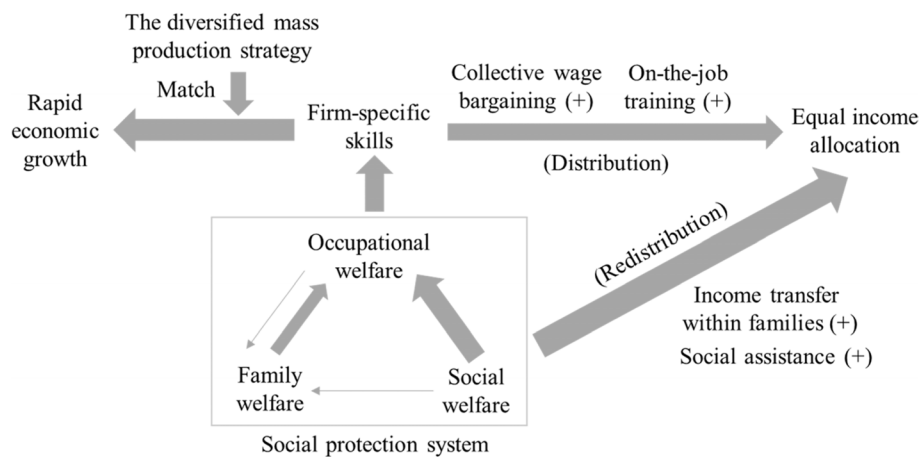 The diversified mass
production strategy
Match
Rapid
economic
growth
Firm-specific
skills
Collective wage
bargaining (+)
On-the-job
training (+)
(Distribution)
Equal income
allocation
Occupational
welfare
(Redistribution)
Income transfer
within families (+)
Social assistance (+)
Family
welfare
Social
welfare
Social protection system